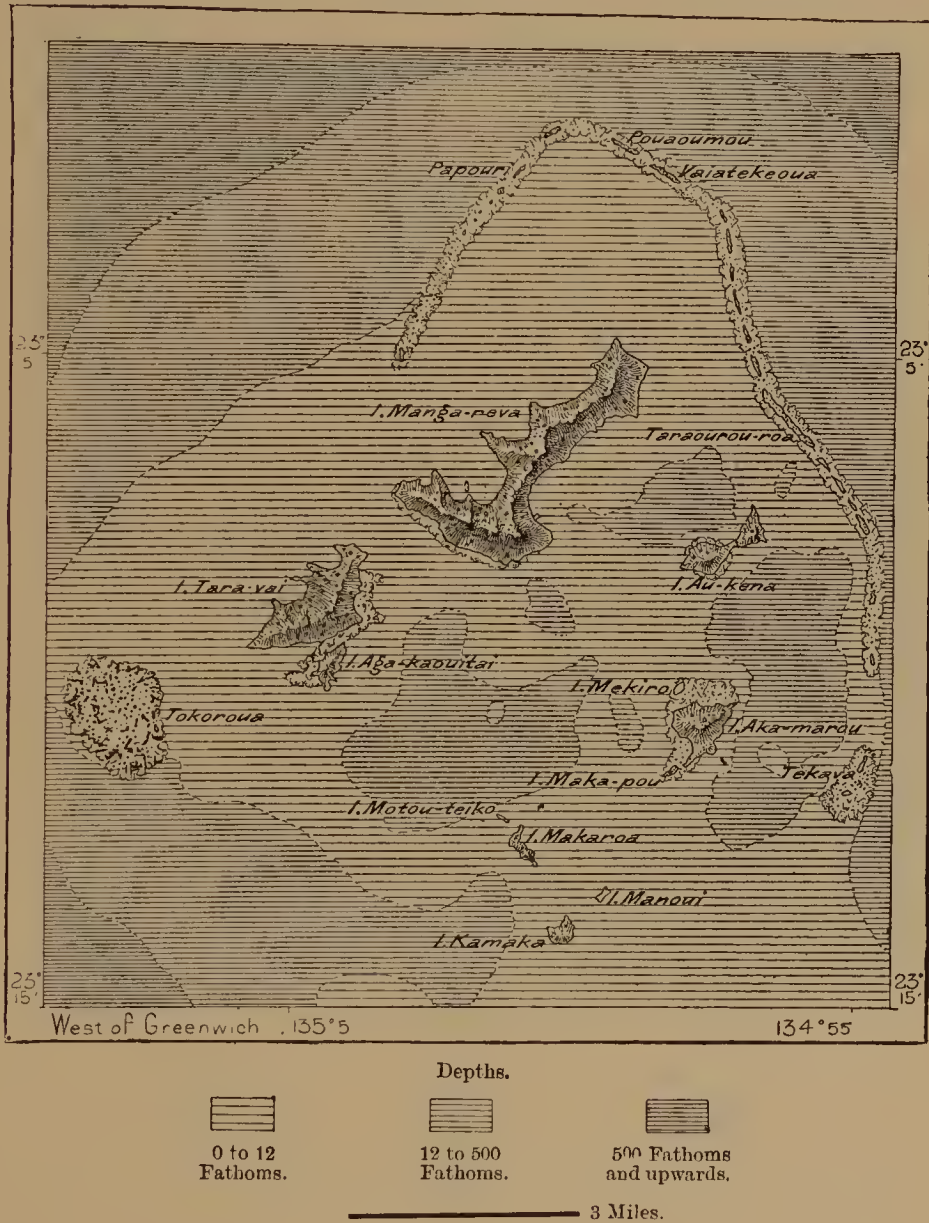 Papouri
Pouaoumou
Vaiatekeoua
23°
5'
23°
5'
I. Manga-reva
Taraourou-roa
I. Tara-vai
I. Au-kena
I. Aga-kaouitai
I. Mekiro
Tokoroua
I. Aka-marou
I. Maka-pou
Tekava
I. Motou-teiko
I. Makaroa
I. Manoui
I. Kamaka
23°
15'
23°
15'
West of Greenwich . 135°5
134°55
Depths.
0 to 12
Fathoms.
12 to 500
Fathoms.
500 Fathoms
and upwards.
3 Miles.